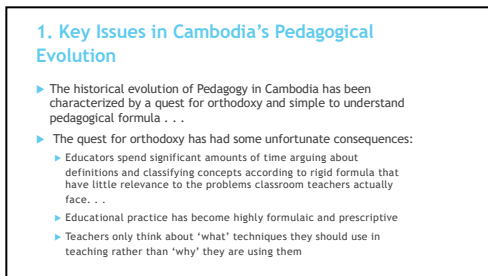 1. Key Issues in Cambodia’s Pedagogical
Evolution
The historical evolution of Pedagogy in Cambodia has been
characterized by a quest for orthodoxy and simple to understand
pedagogical formula . . .
The quest for orthodoxy has had some unfortunate consequences:
Educators spend significant amounts of time arguing about
definitions and classifying concepts according to rigid formula that
have little relevance to the problems classroom teachers actually
face. . .
Educational practice has become highly formulaic and prescriptive
Teachers only think about ‘what’ techniques they should use in
teaching rather than ‘why’ they are using them